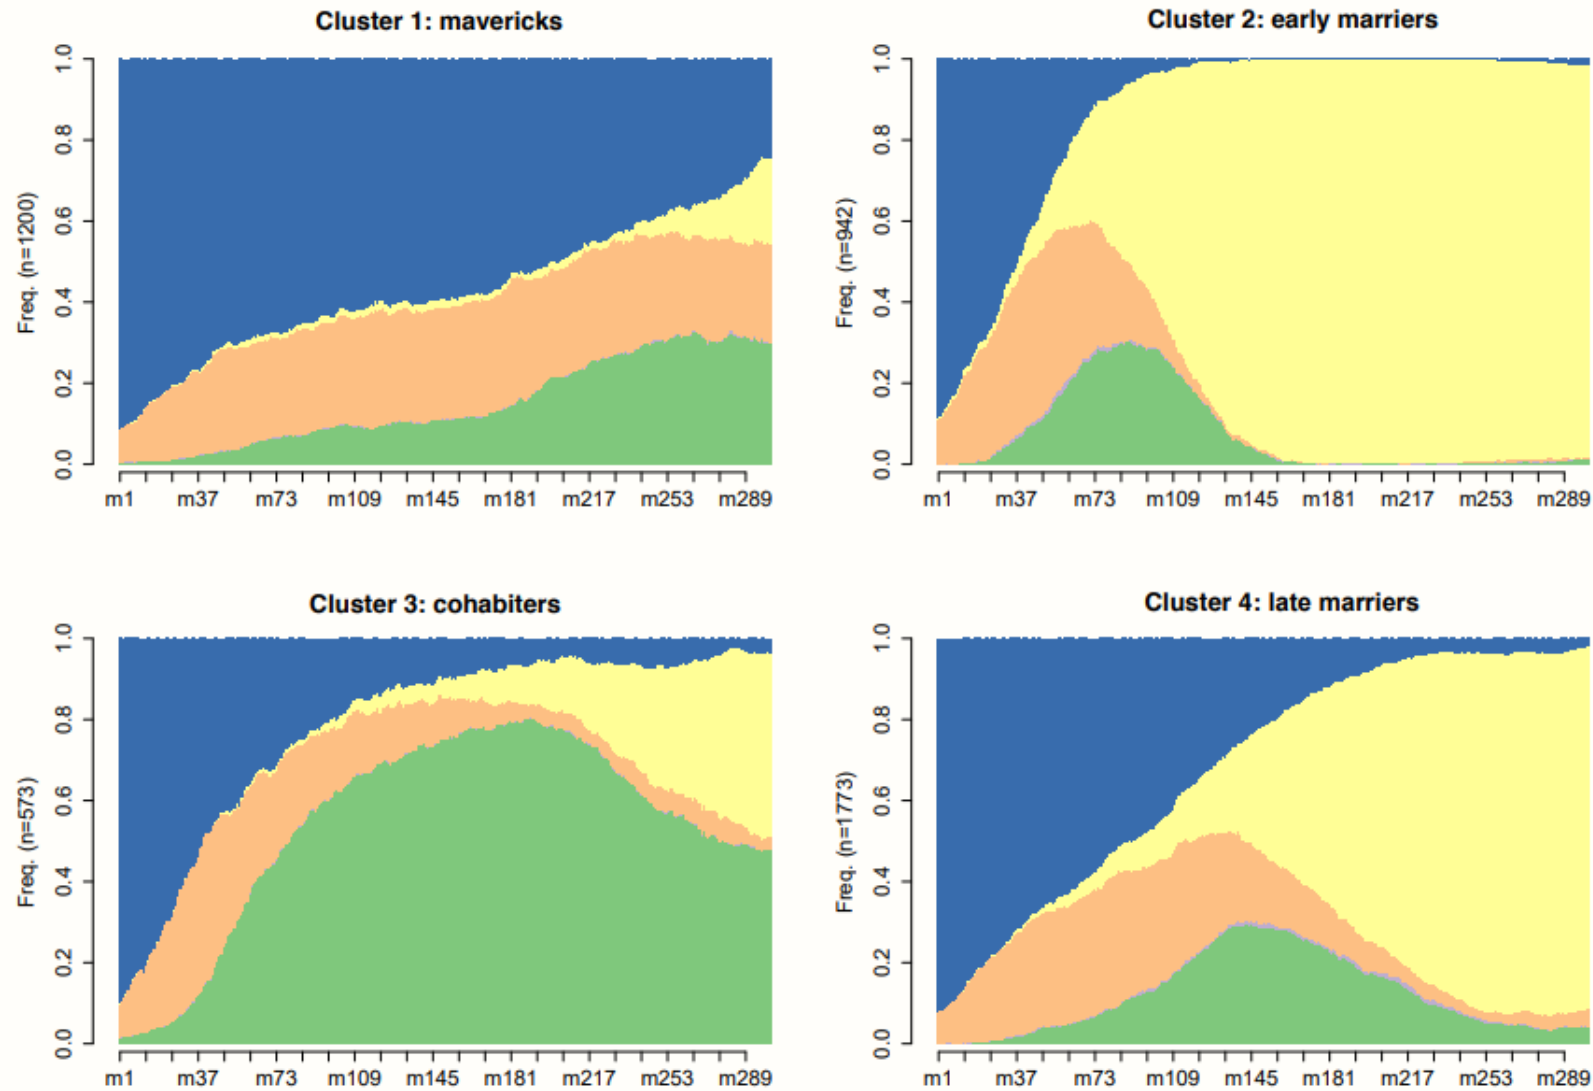 Cluster 1: mavericks
Freq. (n=1200)
1.0
0.8
0.6
0.4
0.2
0.0
m1 m37 m73 m109 m145 m181 m217 m253 m289
Cluster 2: early marriers
Freq. (n=942)
1.0
0.8
0.6
0.4
0.2
0.0
m1 m37 m73 m109 m145 m181 m217 m253 m289
Cluster 3: cohabiters
Freq. (n=573)
1.0
0.8
0.6
0.4
0.2
0.0
m1 m37 m73 m109 m145 m181 m217 m253 m289
Cluster 4: late marriers
Freq. (n=1773)
1.0
0.8
0.6
0.4
0.2
0.0
m1 m37 m73 m109 m145 m181 m217 m253 m289